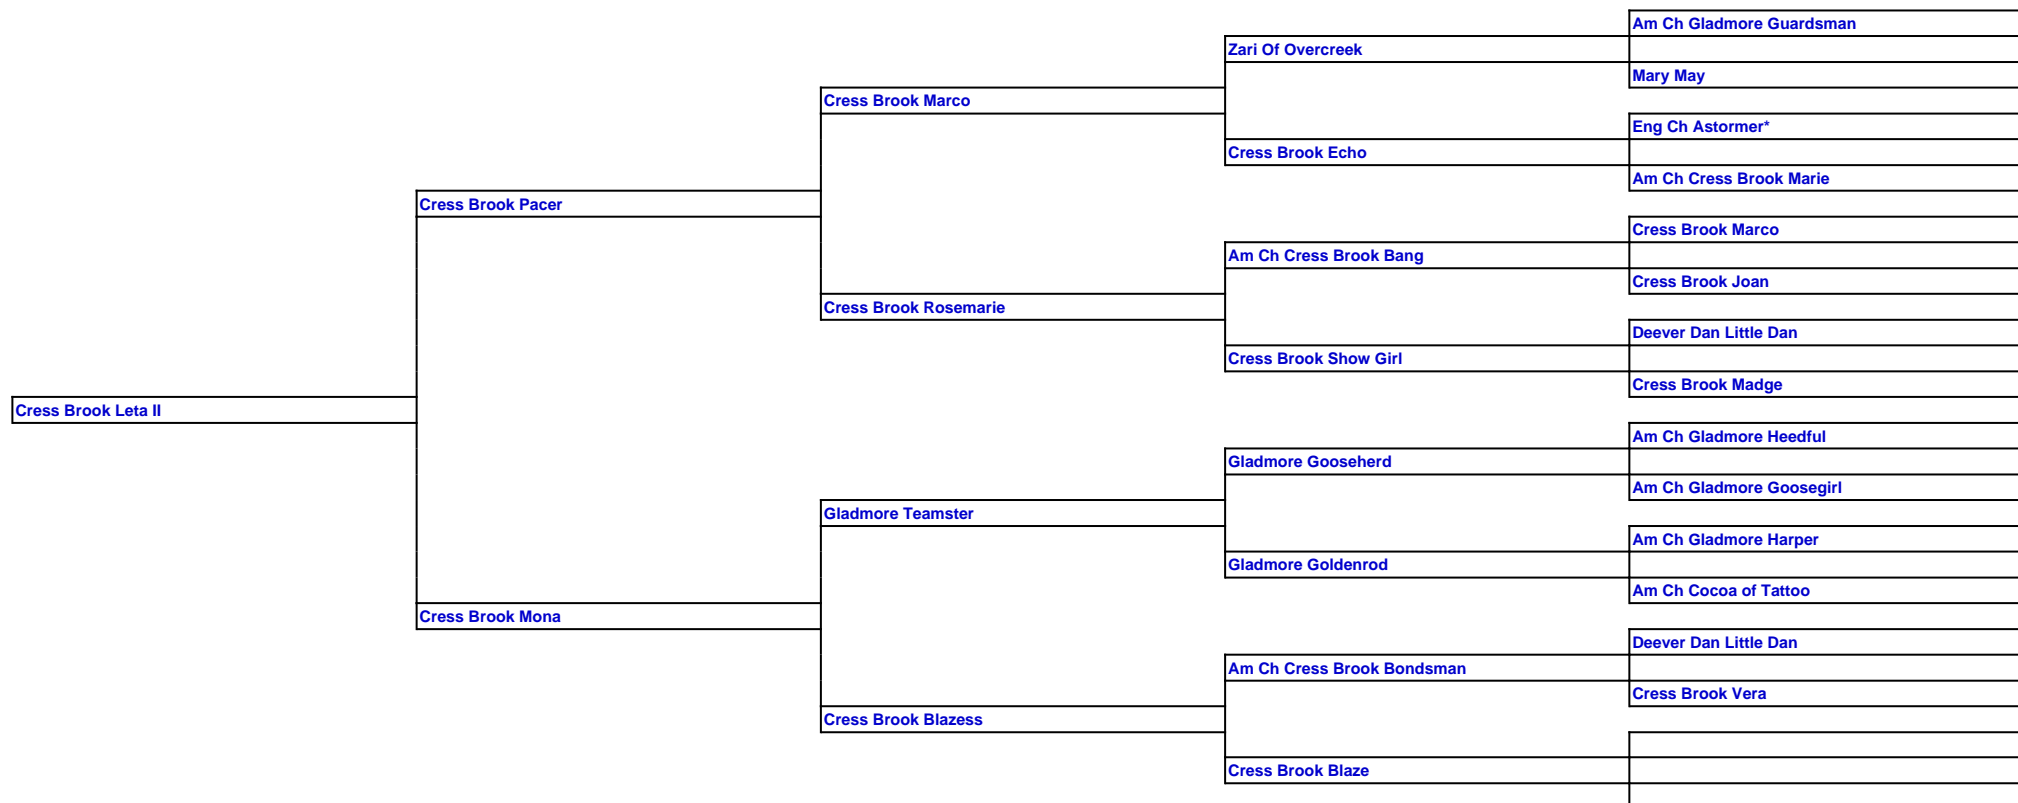 Am Ch Gladmore Guardsman
Zari Of Overcreek
Mary May
Cress Brook Marco
Eng Ch Astormer*
Cress Brook Echo
Am Ch Cress Brook Marie
Cress Brook Pacer
Cress Brook Marco
Am Ch Cress Brook Bang
Cress Brook Joan
Cress Brook Rosemarie
Deever Dan Little Dan
Cress Brook Show Girl
Cress Brook Madge
Cress Brook Leta II
Am Ch Gladmore Heedful
Gladmore Gooseherd
Am Ch Gladmore Goosegirl
Gladmore Teamster
Am Ch Gladmore Harper
Gladmore Goldenrod
Am Ch Cocoa of Tattoo
Cress Brook Mona
Deever Dan Little Dan
Am Ch Cress Brook Bondsman
Cress Brook Vera
Cress Brook Blazess
Cress Brook Blaze